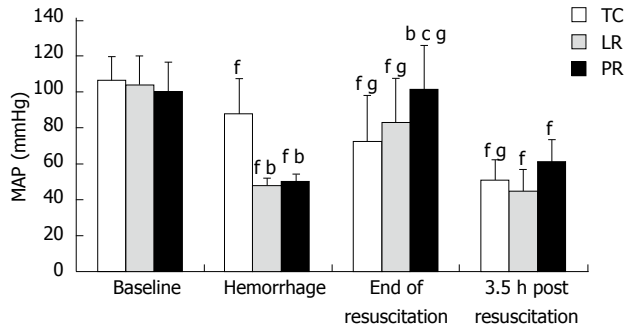 140
120
100
80
60
40
20
0
MAP (mmHg)
TC
LR
PR
f
f b
f b
f g
f g
b c g
f g
f
f
Baseline
Hemorrhage
End of
resuscitation
3.5 h post
resuscitation